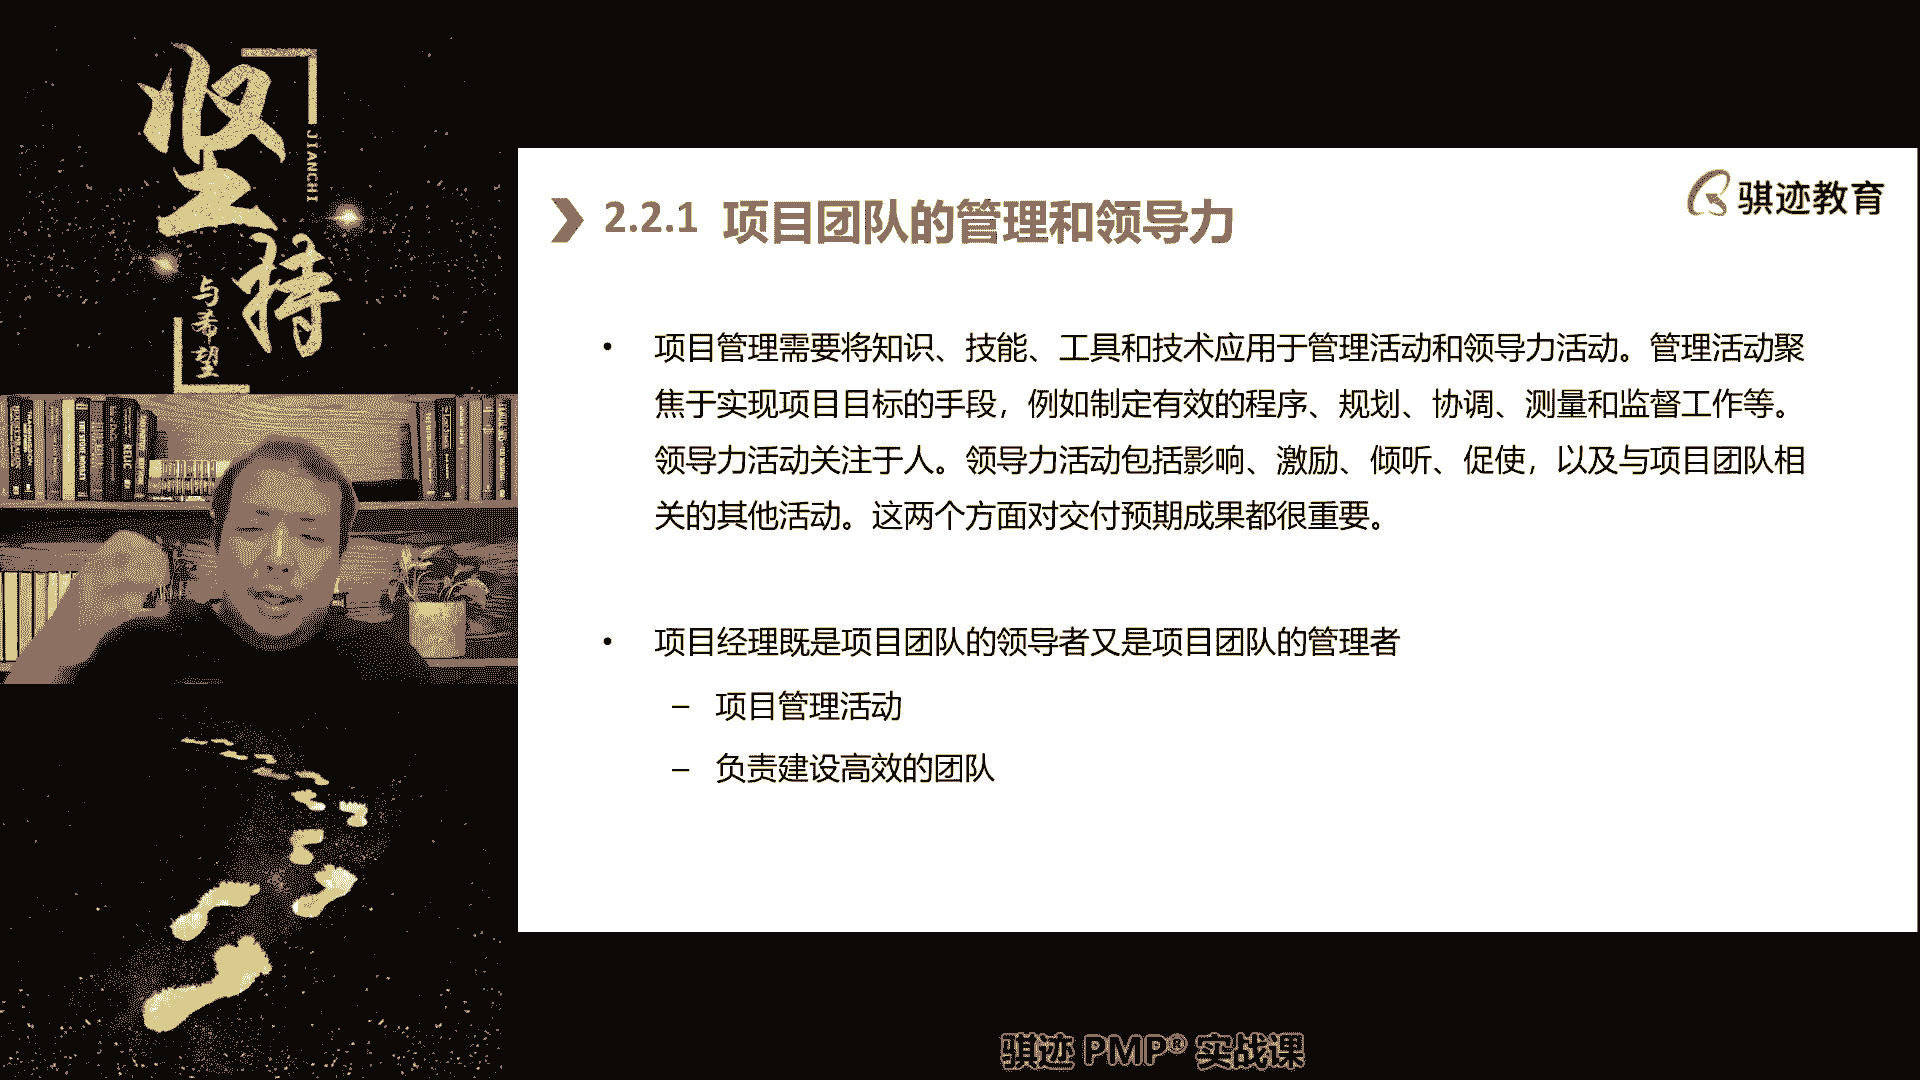 坚持
JIANCHI
与希望
骐迹教育
2.2.1 项目团队的管理和领导力
• 项目管理需要将知识、技能、工具和技术应用于管理活动和领导力活动。管理活动聚
焦于实现项目目标的手段，例如制定有效的程序、规划、协调、测量和监督工作等。
领导力活动关注于人。领导力活动包括影响、激励、倾听、促使，以及与项目团队相
关的其他活动。这两个方面对交付预期成果都很重要。
• 项目经理既是项目团队的领导者又是项目团队的管理者
– 项目管理活动
– 负责建设高效的团队
骐迹 PMP® 实战课